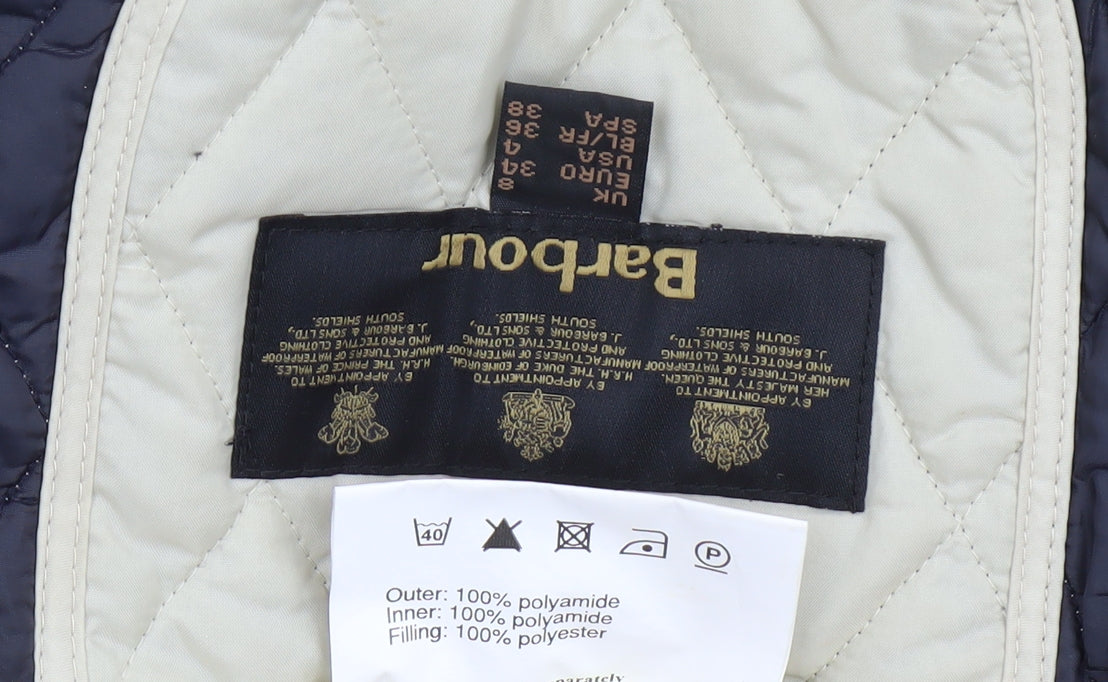 Barbour
BY APPOINTMENT TO
HER MAJESTY THE QUEEN.
MANUFACTURERS OF WATERPROOF
AND PROTECTIVE CLOTHING
J. BARBOUR & SONS LTD.,
SOUTH SHIELDS.
BY APPOINTMENT TO
H.R.H. THE DUKE OF EDINBURGH.
MANUFACTURERS OF WATERPROOF
AND PROTECTIVE CLOTHING
J. BARBOUR & SONS LTD.,
SOUTH SHIELDS.
BY APPOINTMENT TO
H.R.H. THE PRINCE OF WALES.
MANUFACTURERS OF WATERPROOF
AND PROTECTIVE CLOTHING
J. BARBOUR & SONS LTD.,
SOUTH SHIELDS.
UK 8
EURO 34
USA 4
BL/FR 36
SPA 38
40
P
Outer: 100% polyamide
Inner: 100% polyamide
Filling: 100% polyester